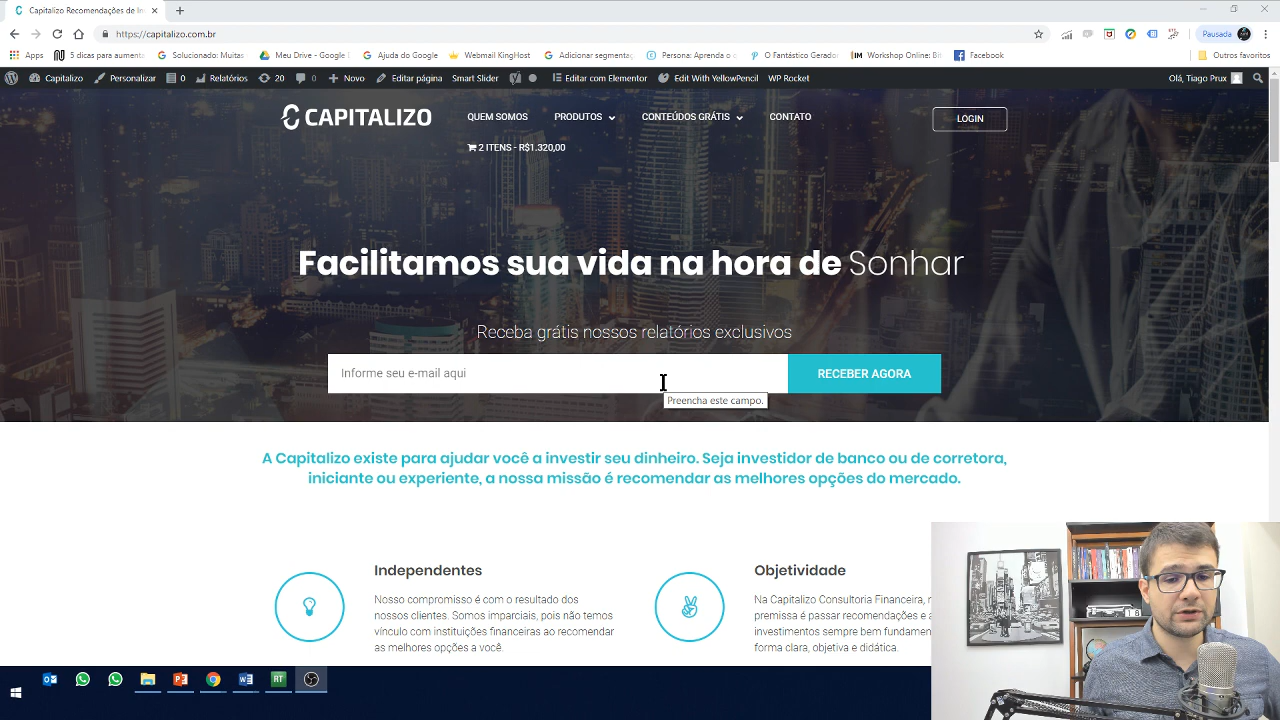 Capitalizo Recomendações de In
https://capitalizo.com.br
Pausada
Apps
5 dicas para aument
Solucionado: Muitas
Meu Drive - Google
Ajuda do Google
Webmail KingHost
Adicionar segmenta
Persona: Aprenda o
O Fantástico Gerador
Workshop Online: Bi
Facebook
Outros favoritos
Capitalizo
Personalizar
0
Relatórios
20
0
Novo
Editar página
Smart Slider
Editar com Elementor
Edit With YellowPencil
WP Rocket
Olá, Tiago Prux
CAPITALIZO
QUEM SOMOS
PRODUTOS
CONTEÚDOS GRÁTIS
CONTATO
LOGIN
2 ITENS - R$1.320,00
Facilitamos sua vida na hora de Sonhar
Receba grátis nossos relatórios exclusivos
Informe seu e-mail aqui
RECEBER AGORA
Preencha este campo.
A Capitalizo existe para ajudar você a investir seu dinheiro. Seja investidor de banco ou de corretora,
iniciante ou experiente, a nossa missão é recomendar as melhores opções do mercado.
Independentes
Nosso compromisso é com o resultado dos
nossos clientes. Somos imparciais, pois não temos
vínculo com instituições financeiras ao recomendar
as melhores opções a você.
Objetividade
Na Capitalizo Consultoria Financeira,
premissa é passar recomendações e
investimentos sempre bem fundamen
forma clara, objetiva e didática.
RT